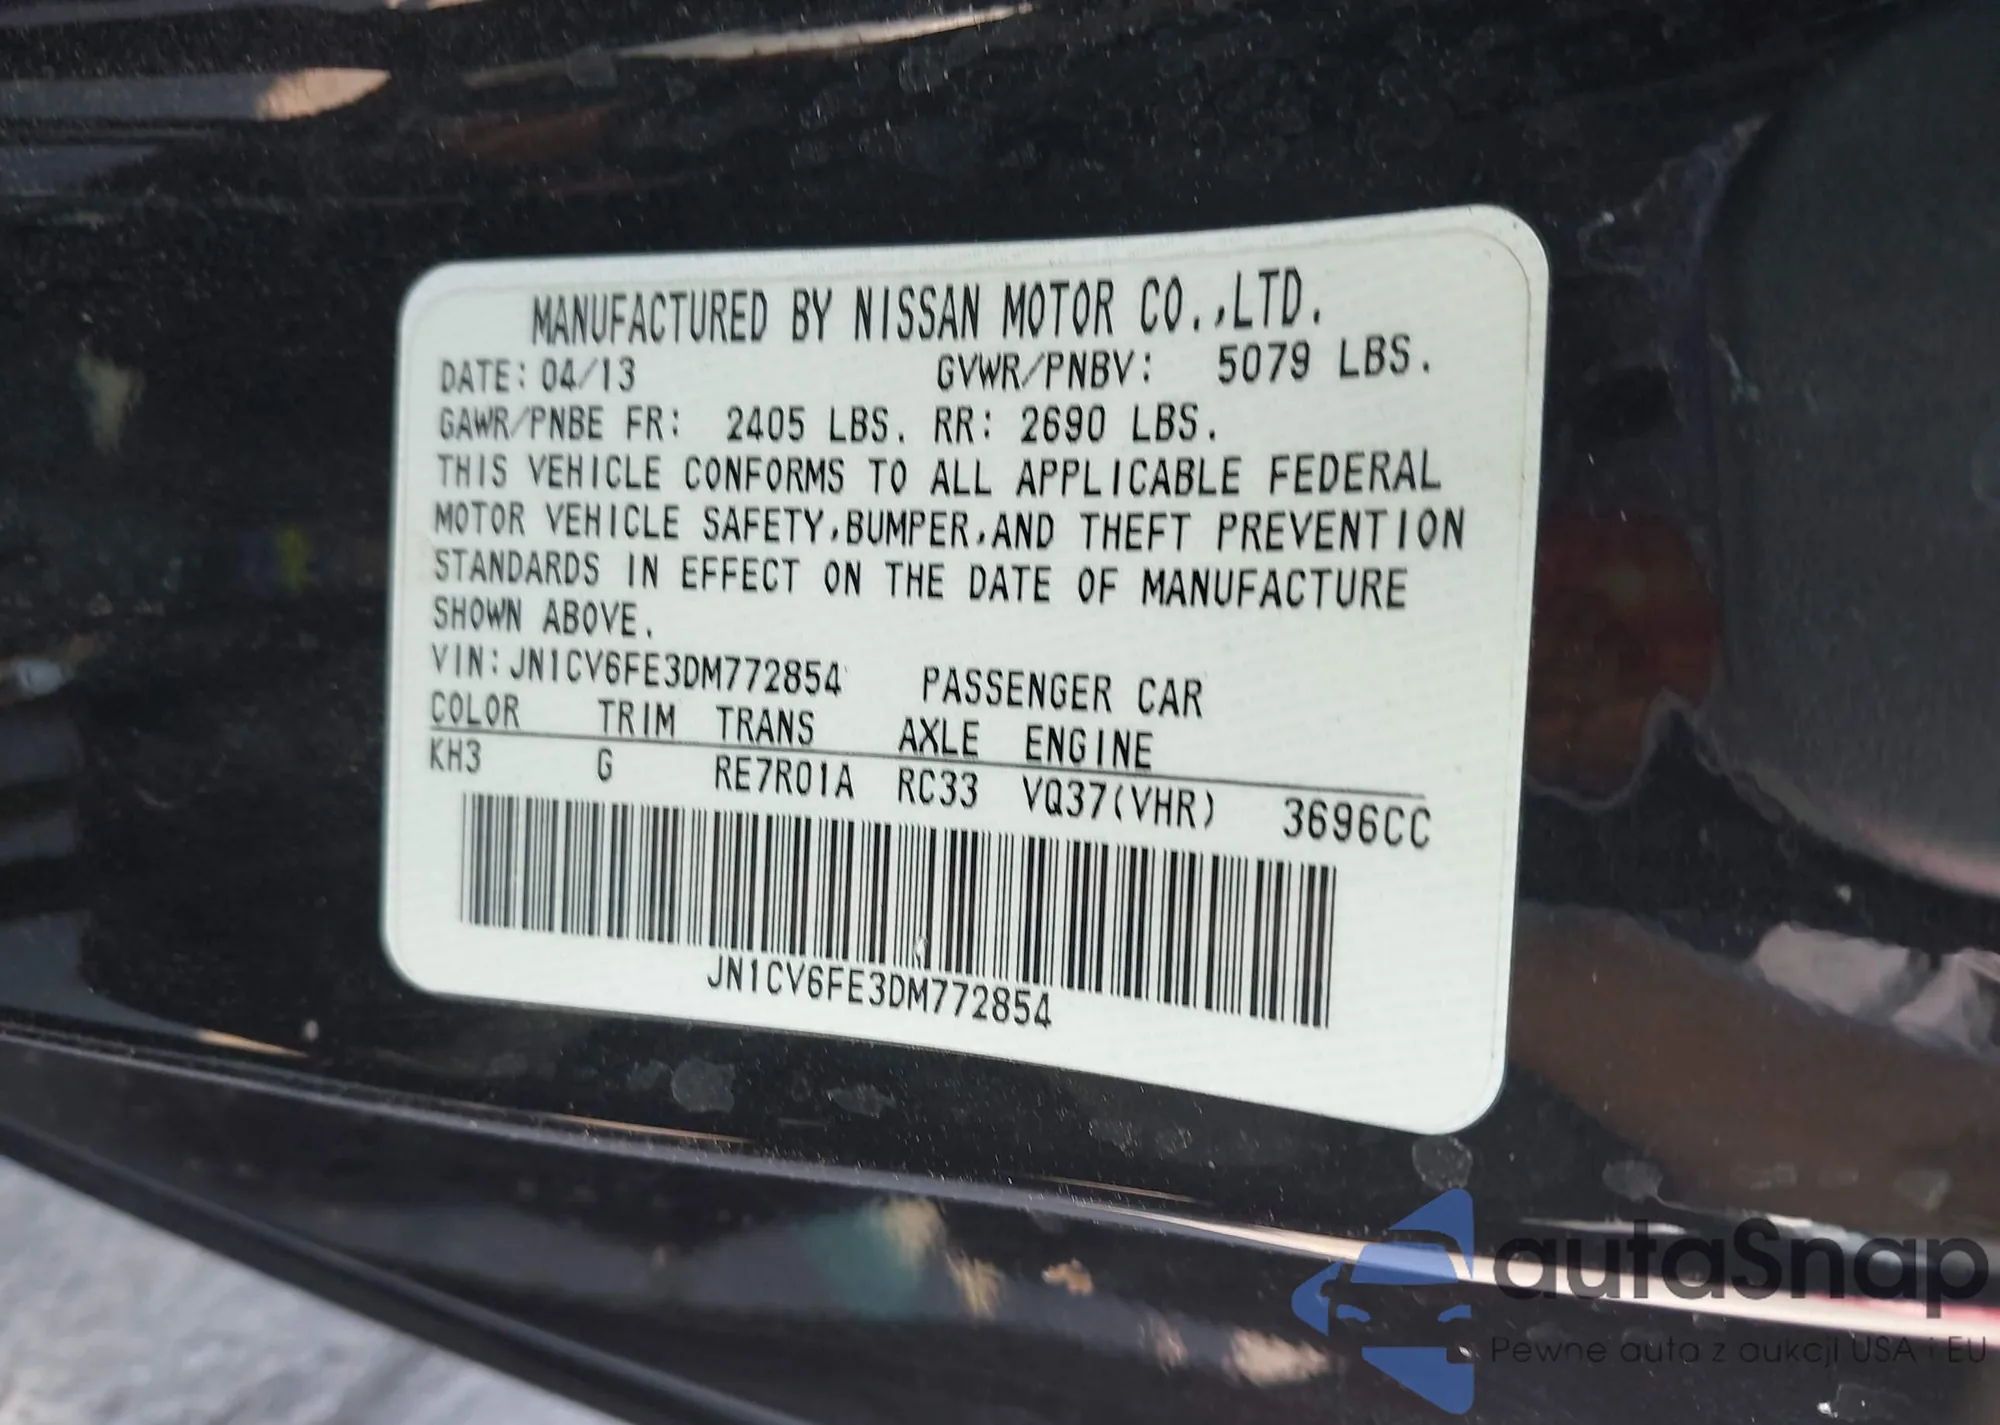 MANUFACTURED BY NISSAN MOTOR CO.,LTD.
DATE: 04/13 GVWR/PNBV: 5079 LBS.
GAWR/PNBE FR: 2405 LBS. RR: 2690 LBS.
THIS VEHICLE CONFORMS TO ALL APPLICABLE FEDERAL
MOTOR VEHICLE SAFETY,BUMPER,AND THEFT PREVENTION
STANDARDS IN EFFECT ON THE DATE OF MANUFACTURE
SHOWN ABOVE.
VIN: JN1CV6FE3DM772854 PASSENGER CAR
COLOR TRIM TRANS AXLE ENGINE
KH3 G RE7R01A RC33 VQ37(VHR) 3696CC
JN1CV6FE3DM772854
autaSnap
Pewne auta z aukcji USA i EU